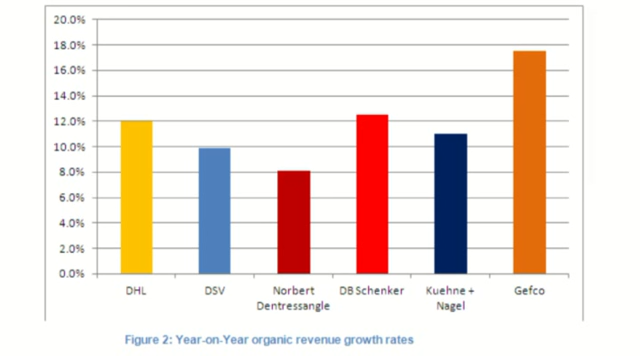 20.0%
18.0%
16.0%
14.0%
12.0%
10.0%
8.0%
6.0%
4.0%
2.0%
0.0%
DHL
DSV
Norbert
Dentressangle
DB Schenker
Kuehne +
Nagel
Gefco
Figure 2: Year-on-Year organic revenue growth rates